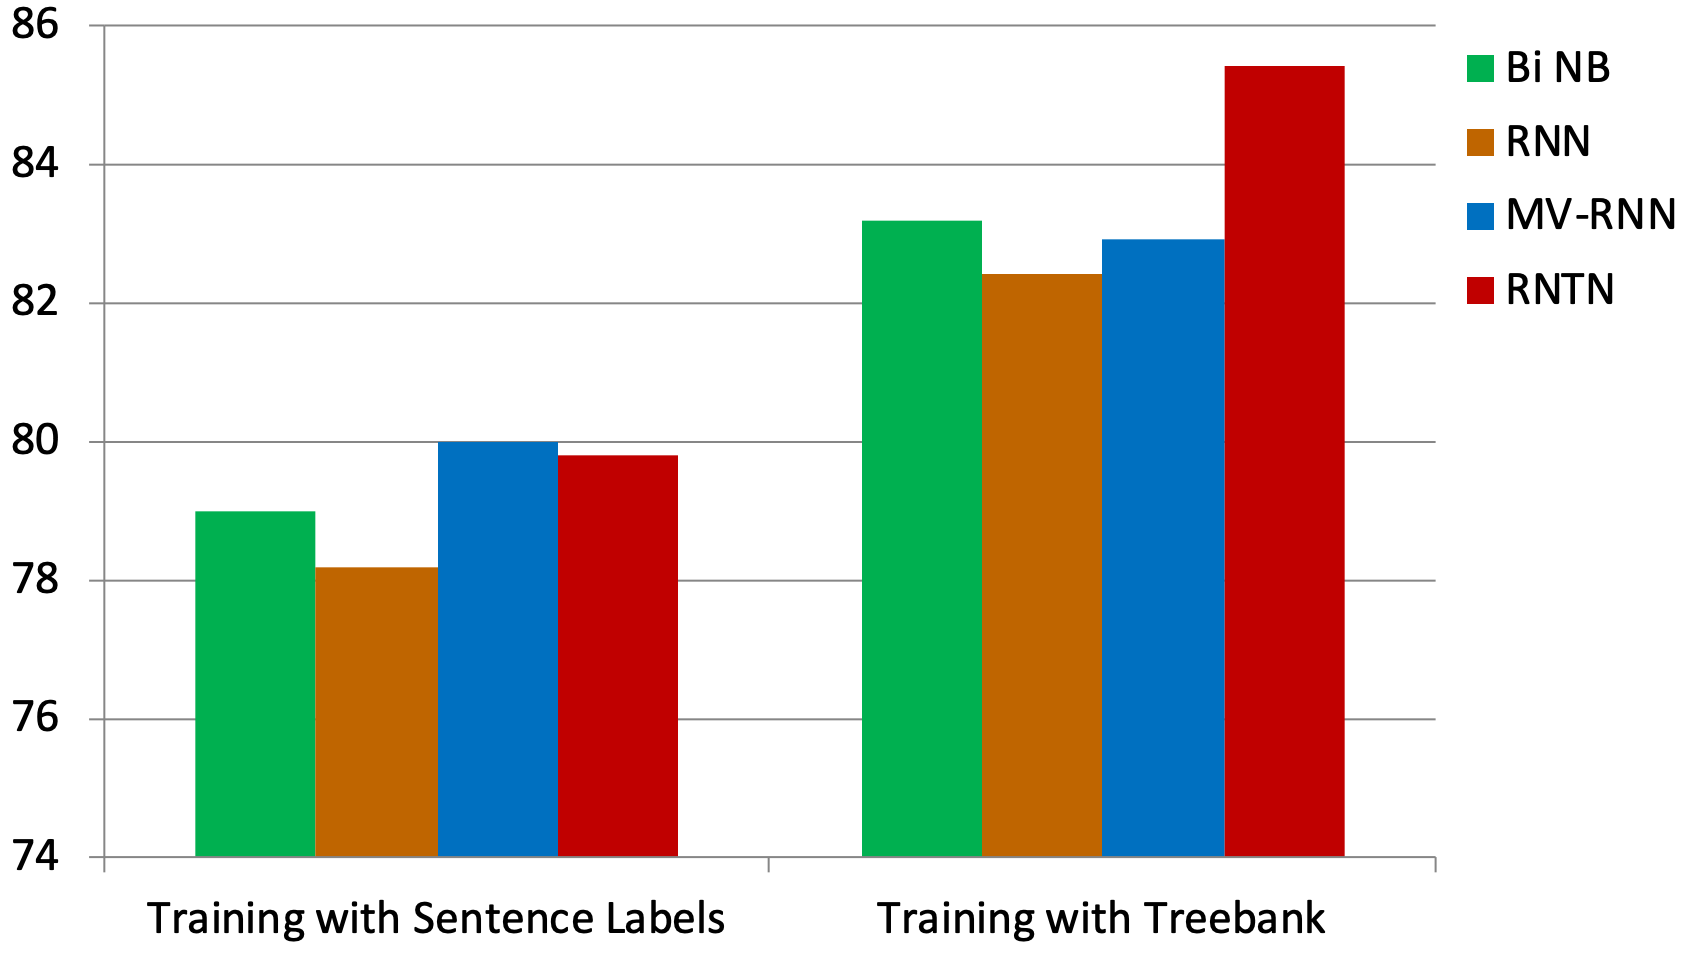 86
84
82
80
78
76
74
Training with Sentence Labels
Training with Treebank
Bi NB
RNN
MV-RNN
RNTN